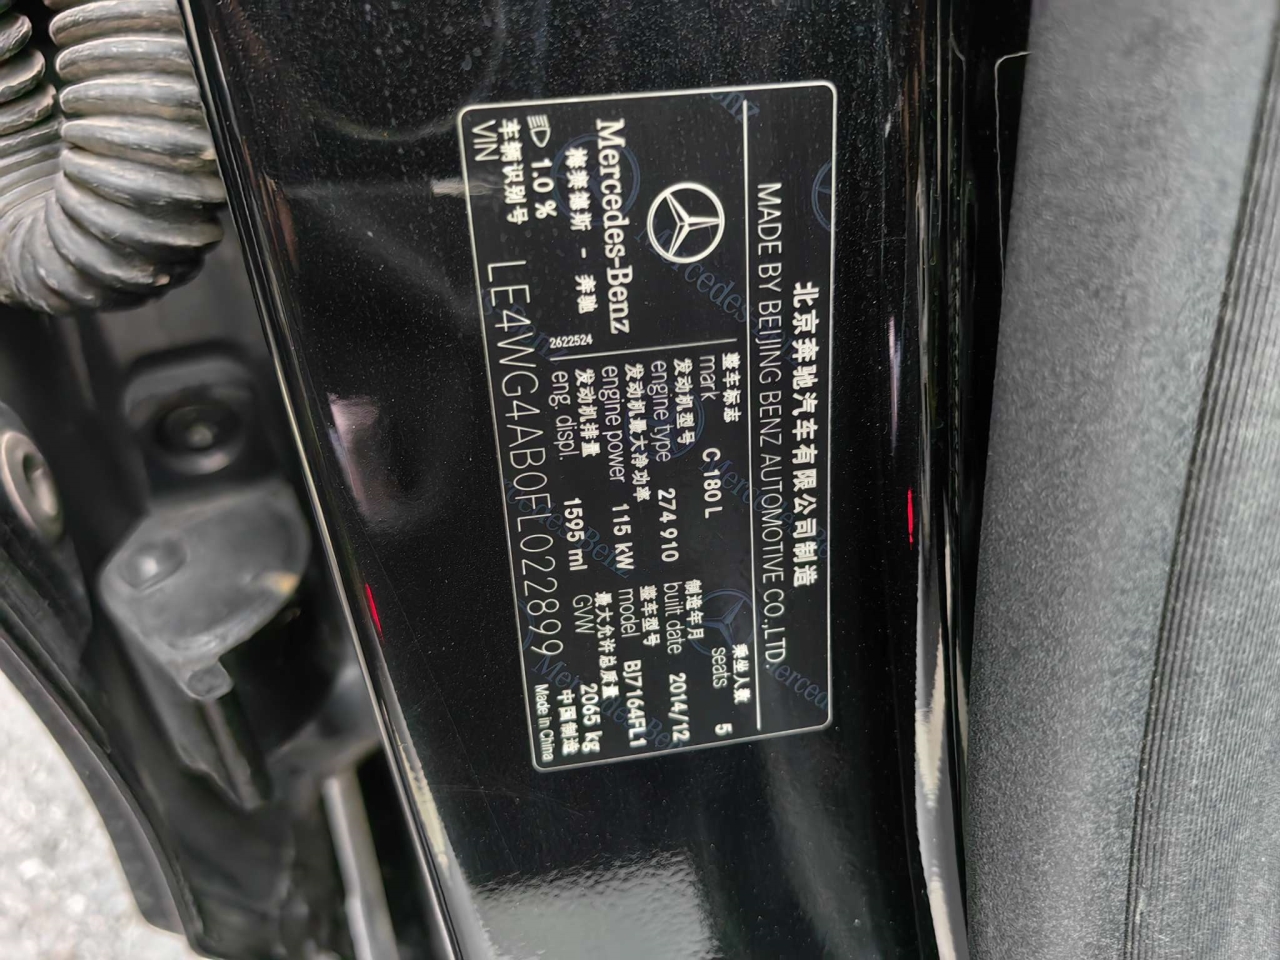 北京奔驰汽车有限公司制造
MADE BY BEIJING BENZ AUTOMOTIVE CO.,LTD.
Mercedes-Benz
梅赛德斯 - 奔驰
1.0 %
2622524
整车标志
mark C 180 L
乘坐人数
seats 5
发动机型号
engine type 274 910
制造年月
built date 2014/12
发动机最大净功率
engine power 115 kW
整车型号
model BJ7164FL1
发动机排量
eng. displ. 1595 ml
最大允许总质量
GVW 2065 kg
车辆识别号
VIN LE4WG4AB0FL022899
中国制造
Made in China